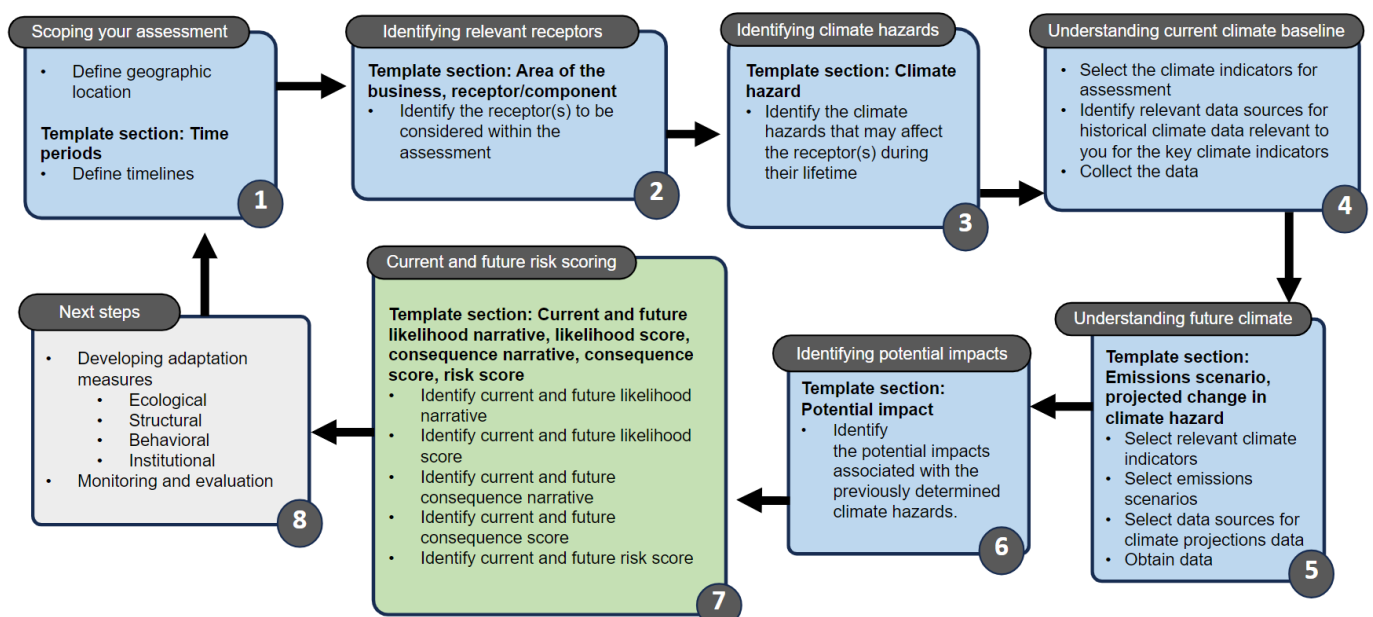 Scoping your assessment
• Define geographic
location
Template section: Time
periods
• Define timelines
1
Identifying relevant receptors
Template section: Area of the
business, receptor/component
• Identify the receptor(s) to be
considered within the
assessment
2
Identifying climate hazards
Template section: Climate
hazard
• Identify the climate
hazards that may affect
the receptor(s) during
their lifetime
3
Understanding current climate baseline
• Select the climate indicators for
assessment
• Identify relevant data sources for
historical climate data relevant to
you for the key climate indicators
• Collect the data
4
Understanding future climate
Template section:
Emissions scenario,
projected change in
climate hazard
• Select relevant climate
indicators
• Select emissions
scenarios
• Select data sources for
climate projections data
• Obtain data
5
Identifying potential impacts
Template section:
Potential impact
• Identify
the potential impacts
associated with the
previously determined
climate hazards.
6
Current and future risk scoring
Template section: Current and future
likelihood narrative, likelihood score,
consequence narrative, consequence
score, risk score
• Identify current and future likelihood
narrative
• Identify current and future likelihood
score
• Identify current and future
consequence narrative
• Identify current and future
consequence score
• Identify current and future risk score
7
Next steps
• Developing adaptation
measures
• Ecological
• Structural
• Behavioral
• Institutional
• Monitoring and evaluation
8